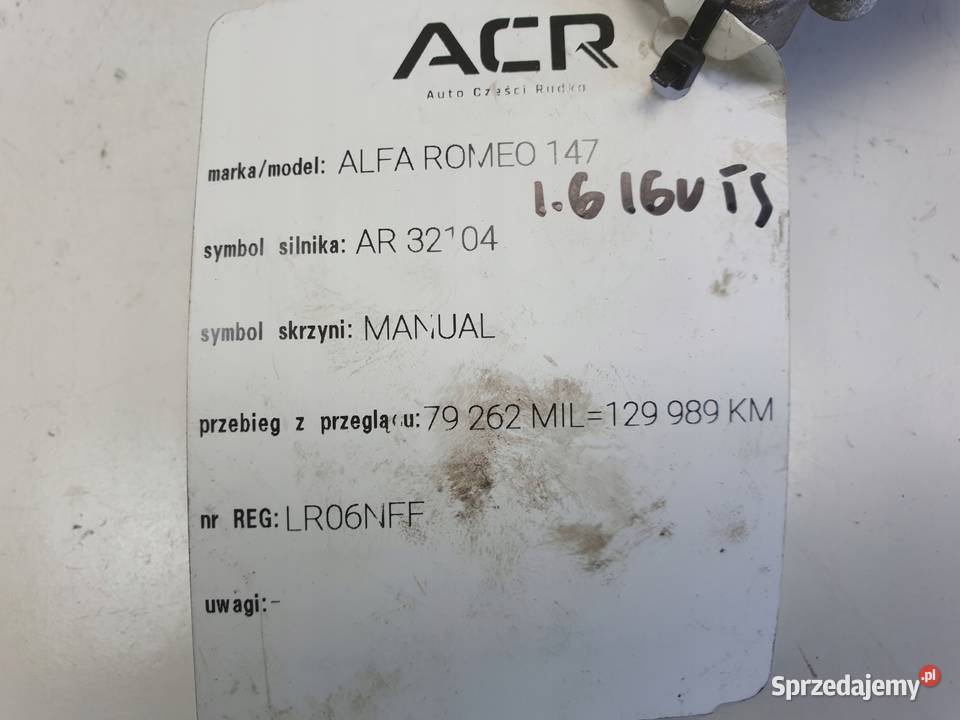 ACR
Auto Części Rudka
marka/model: ALFA ROMEO 147
1.6 16V TS
symbol silnika: AR 32104
symbol skrzyni: MANUAL
przebieg z przeglądu: 79 262 MIL=129 989 KM
nr REG: LR06NFF
uwagi: -
Sprzedajemy.pl